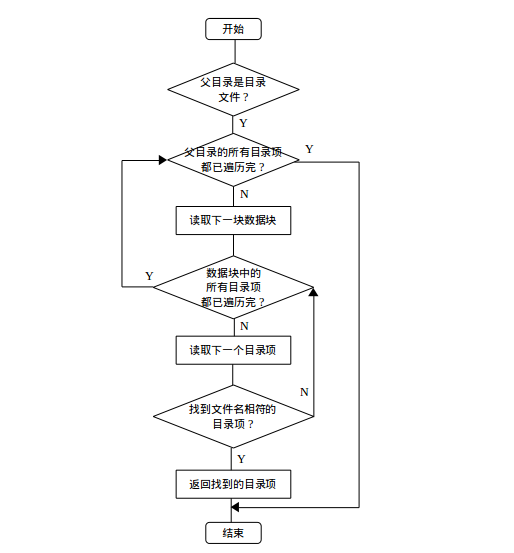 开始
父目录是目录
文件？
Y
父目录的所有目录项
都已遍历完？
Y
N
读取下一块数据块
数据块中的
所有目录项
都已遍历完？
Y
N
读取下一个目录项
N
找到文件名相符的
目录项？
Y
返回找到的目录项
结束